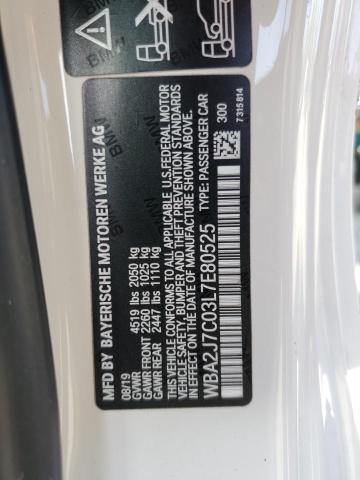 MFD BY BAYERISCHE MOTOREN WERKE AG
08/19
GVWR 4519 lbs 2050 kg
GAWR FRONT 2260 lbs 1025 kg
GAWR REAR 2447 lbs 1110 kg
THIS VEHICLE CONFORMS TO ALL APPLICABLE U.S. FEDERAL MOTOR
VEHICLE SAFETY, BUMPER AND THEFT PREVENTION STANDARDS
IN EFFECT ON THE DATE OF MANUFACTURE SHOWN ABOVE.
WBA2J7C03L7E80525 TYPE: PASSENGER CAR
300
7 315 814